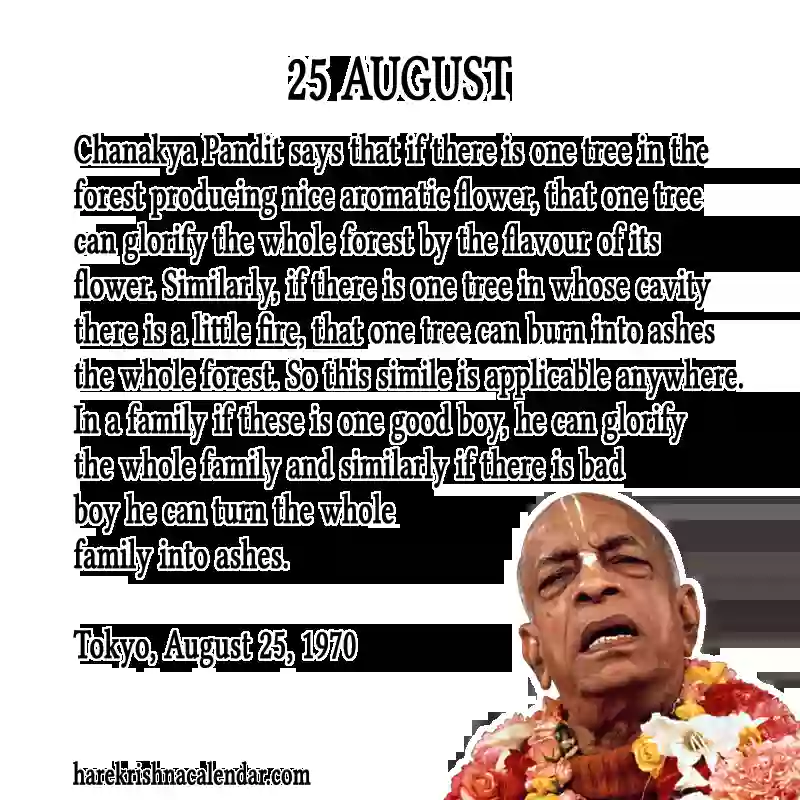 25 AUGUST
Chanakya Pandit says that if there is one tree in the
forest producing nice aromatic flower, that one tree
can glorify the whole forest by the flavour of its
flower. Similarly, if there is one tree in whose cavity
there is a little fire, that one tree can burn into ashes
the whole forest. So this simile is applicable anywhere.
In a family if these is one good boy, he can glorify
the whole family and similarly if there is bad
boy he can turn the whole
family into ashes.
Tokyo, August 25, 1970
harekrishnacalendar.com